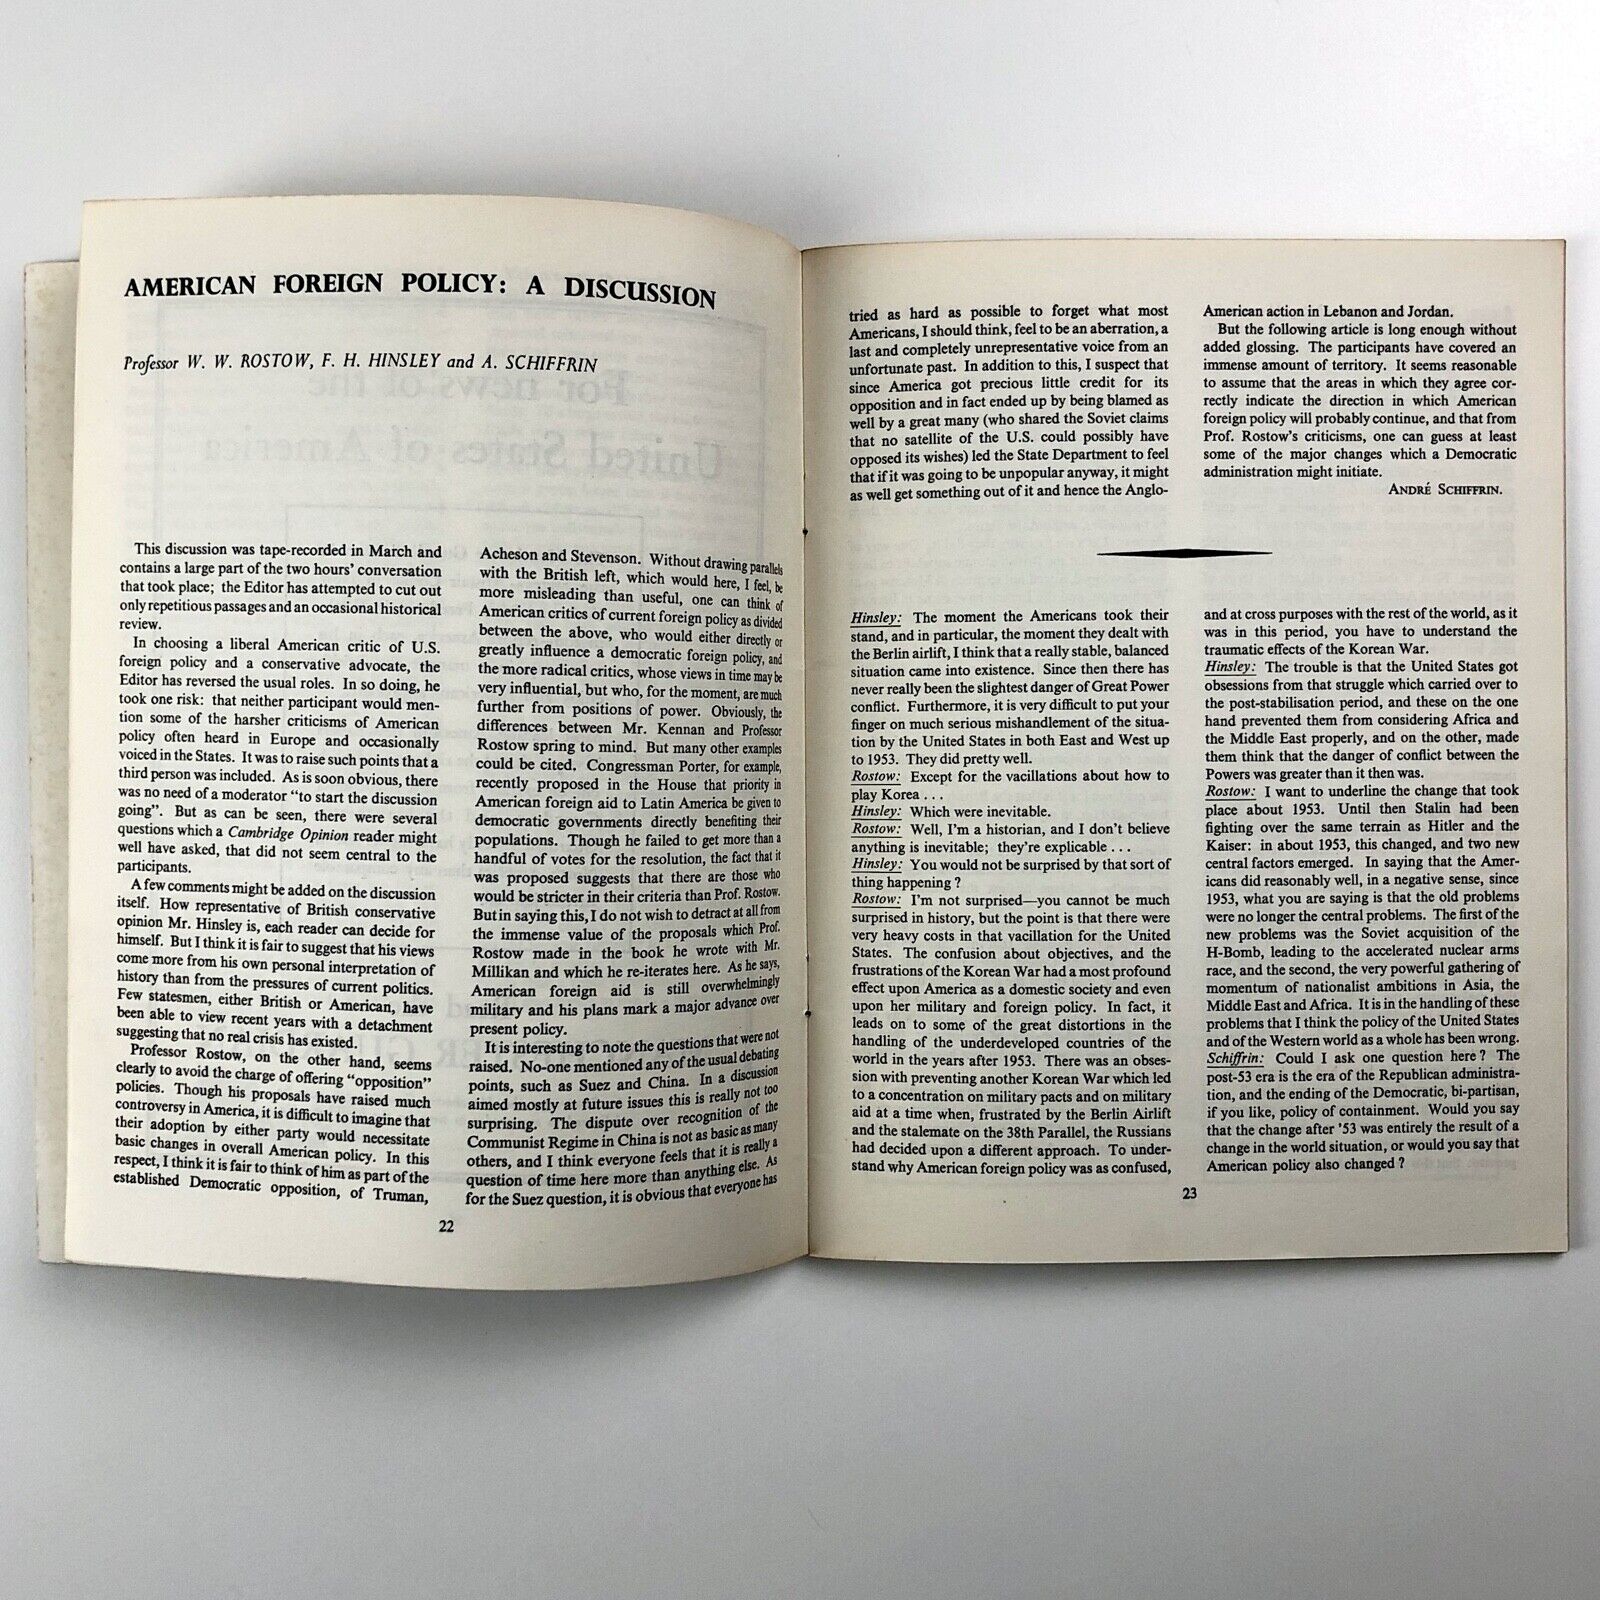 AMERICAN FOREIGN POLICY: A DISCUSSION
Professor W. W. ROSTOW, F. H. HINSLEY and A. SCHIFFRIN
This discussion was tape-recorded in March and
contains a large part of the two hours' conversation
that took place; the Editor has attempted to cut out
only repetitious passages and an occasional historical
review.
In choosing a liberal American critic of U.S.
foreign policy and a conservative advocate, the
Editor has reversed the usual roles. In so doing, he
took one risk: that neither participant would men-
tion some of the harsher criticisms of American
policy often heard in Europe and occasionally
voiced in the States. It was to raise such points that a
third person was included. As is soon obvious, there
was no need of a moderator "to start the discussion
going". But as can be seen, there were several
questions which a Cambridge Opinion reader might
well have asked, that did not seem central to the
participants.
A few comments might be added on the discussion
itself. How representative of British conservative
opinion Mr. Hinsley is, each reader can decide for
himself. But I think it is fair to suggest that his views
come more from his own personal interpretation of
history than from the pressures of current politics.
Few statesmen, either British or American, have
been able to view recent years with a detachment
suggesting that no real crisis has existed.
Professor Rostow, on the other hand, seems
clearly to avoid the charge of offering "opposition"
policies. Though his proposals have raised much
controversy in America, it is difficult to imagine that
their adoption by either party would necessitate
basic changes in overall American policy. In this
respect, I think it is fair to think of him as part of the
established Democratic opposition, of Truman,
Acheson and Stevenson. Without drawing parallels
with the British left, which would here, I feel, be
more misleading than useful, one can think of
American critics of current foreign policy as divided
between the above, who would either directly or
greatly influence a democratic foreign policy, and
the more radical critics, whose views in time may be
very influential, but who, for the moment, are much
further from positions of power. Obviously, the
differences between Mr. Kennan and Professor
Rostow spring to mind. But many other examples
could be cited. Congressman Porter, for example,
recently proposed in the House that priority in
American foreign aid to Latin America be given to
democratic governments directly benefiting their
populations. Though he failed to get more than a
handful of votes for the resolution, the fact that it
was proposed suggests that there are those who
would be stricter in their criteria than Prof. Rostow.
But in saying this, I do not wish to detract at all from
the immense value of the proposals which Prof.
Rostow made in the book he wrote with Mr.
Millikan and which he re-iterates here. As he says,
American foreign aid is still overwhelmingly
military and his plans mark a major advance over
present policy.
It is interesting to note the questions that were not
raised. No-one mentioned any of the usual debating
points, such as Suez and China. In a discussion
aimed mostly at future issues this is really not too
surprising. The dispute over recognition of the
Communist Regime in China is not as basic as many
others, and I think everyone feels that it is really a
question of time here more than anything else. As
for the Suez question, it is obvious that everyone has
22
tried as hard as possible to forget what most
Americans, I should think, feel to be an aberration, a
last and completely unrepresentative voice from an
unfortunate past. In addition to this, I suspect that
since America got precious little credit for its
opposition and in fact ended up by being blamed as
well by a great many (who shared the Soviet claims
that no satellite of the U.S. could possibly have
opposed its wishes) led the State Department to feel
that if it was going to be unpopular anyway, it might
as well get something out of it and hence the Anglo-
American action in Lebanon and Jordan.
But the following article is long enough without
added glossing. The participants have covered an
immense amount of territory. It seems reasonable
to assume that the areas in which they agree cor-
rectly indicate the direction in which American
foreign policy will probably continue, and that from
Prof. Rostow's criticisms, one can guess at least
some of the major changes which a Democratic
administration might initiate.
ANDRÉ SCHIFFRIN.
Hinsley: The moment the Americans took their
stand, and in particular, the moment they dealt with
the Berlin airlift, I think that a really stable, balanced
situation came into existence. Since then there has
never really been the slightest danger of Great Power
conflict. Furthermore, it is very difficult to put your
finger on much serious mishandlement of the situa-
tion by the United States in both East and West up
to 1953. They did pretty well.
Rostow: Except for the vacillations about how to
play Korea . . .
Hinsley: Which were inevitable.
Rostow: Well, I'm a historian, and I don't believe
anything is inevitable; they're explicable . . .
Hinsley: You would not be surprised by that sort of
thing happening?
Rostow: I'm not surprised—you cannot be much
surprised in history, but the point is that there were
very heavy costs in that vacillation for the United
States. The confusion about objectives, and the
frustrations of the Korean War had a most profound
effect upon America as a domestic society and even
upon her military and foreign policy. In fact, it
leads on to some of the great distortions in the
handling of the underdeveloped countries of the
world in the years after 1953. There was an obses-
sion with preventing another Korean War which led
to a concentration on military pacts and on military
aid at a time when, frustrated by the Berlin Airlift
and the stalemate on the 38th Parallel, the Russians
had decided upon a different approach. To under-
stand why American foreign policy was as confused,
and at cross purposes with the rest of the world, as it
was in this period, you have to understand the
traumatic effects of the Korean War.
Hinsley: The trouble is that the United States got
obsessions from that struggle which carried over to
the post-stabilisation period, and these on the one
hand prevented them from considering Africa and
the Middle East properly, and on the other, made
them think that the danger of conflict between the
Powers was greater than it then was.
Rostow: I want to underline the change that took
place about 1953. Until then Stalin had been
fighting over the same terrain as Hitler and the
Kaiser: in about 1953, this changed, and two new
central factors emerged. In saying that the Amer-
icans did reasonably well, in a negative sense, since
1953, what you are saying is that the old problems
were no longer the central problems. The first of the
new problems was the Soviet acquisition of the
H-Bomb, leading to the accelerated nuclear arms
race, and the second, the very powerful gathering of
momentum of nationalist ambitions in Asia, the
Middle East and Africa. It is in the handling of these
problems that I think the policy of the United States
and of the Western world as a whole has been wrong.
Schiffrin: Could I ask one question here? The
post-53 era is the era of the Republican administra-
tion, and the ending of the Democratic, bi-partisan,
if you like, policy of containment. Would you say
that the change after '53 was entirely the result of a
change in the world situation, or would you say that
American policy also changed?
23